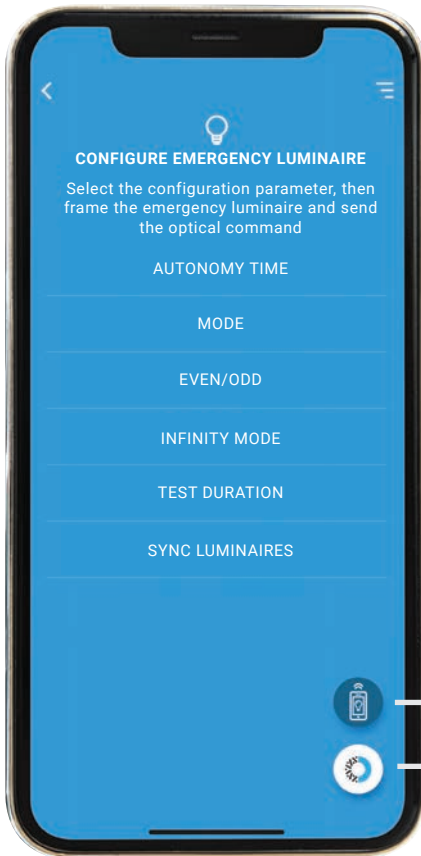 CONFIGURE EMERGENCY LUMINAIRE
Select the configuration parameter, then
frame the emergency luminaire and send
the optical command
AUTONOMY TIME
MODE
EVEN/ODD
INFINITY MODE
TEST DURATION
SYNC LUMINAIRES